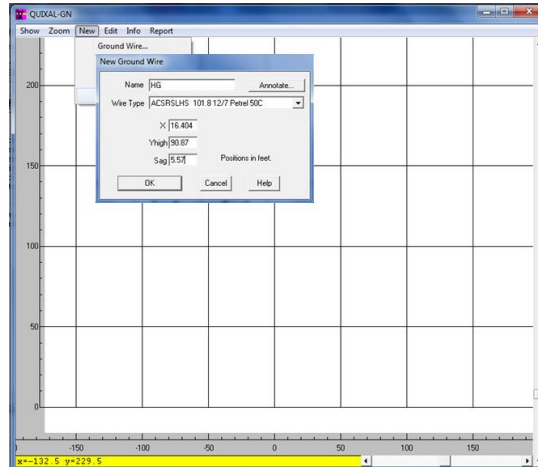 QUIXAL-GN
Show Zoom New Edit Info Report
Ground Wire...
New Ground Wire
Name HG Annotate...
Wire Type ACSRSLHS 101.8 12/7 Petrel 50C
X 16.404
Yhigh 90.87
Sag 5.57 Positions in feet.
OK Cancel Help
200
150
100
50
0
-150 -100 -50 0 50 100 150
x=-132.5 y=229.5